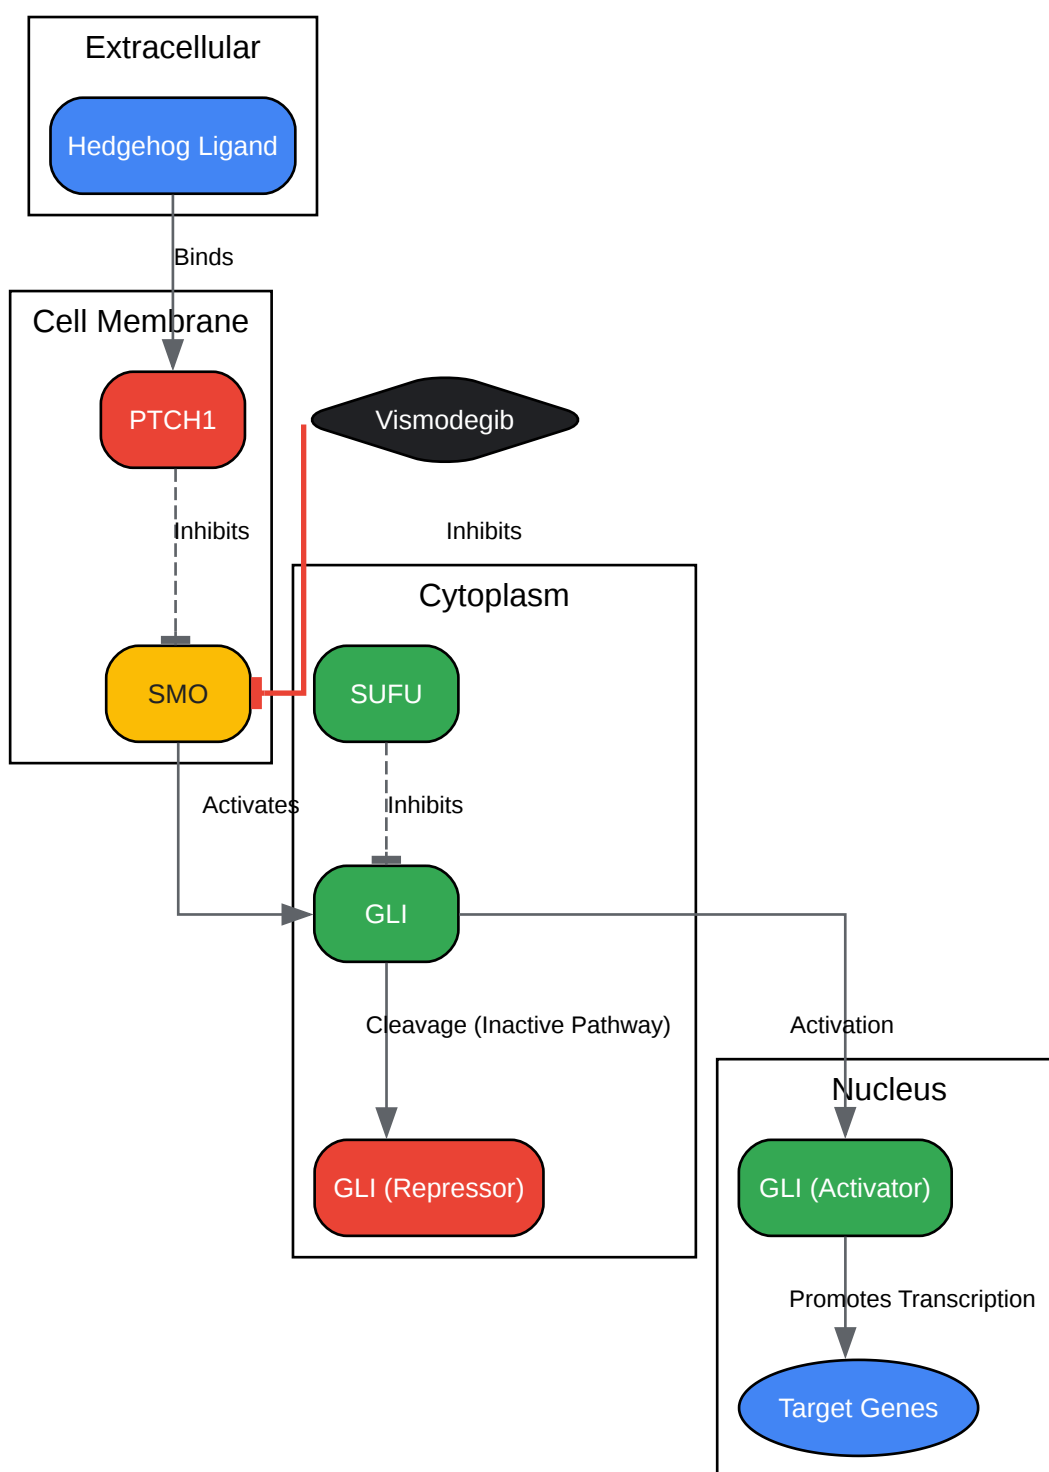 Extracellular
Hedgehog Ligand
Binds
Cell Membrane
PTCH1
Vismodegib
Inhibits
Inhibits
Cytoplasm
SMO
SUFU
Activates
Inhibits
GLI
Cleavage (Inactive Pathway)
Activation
Nucleus
GLI (Repressor)
GLI (Activator)
Promotes Transcription
Target Genes